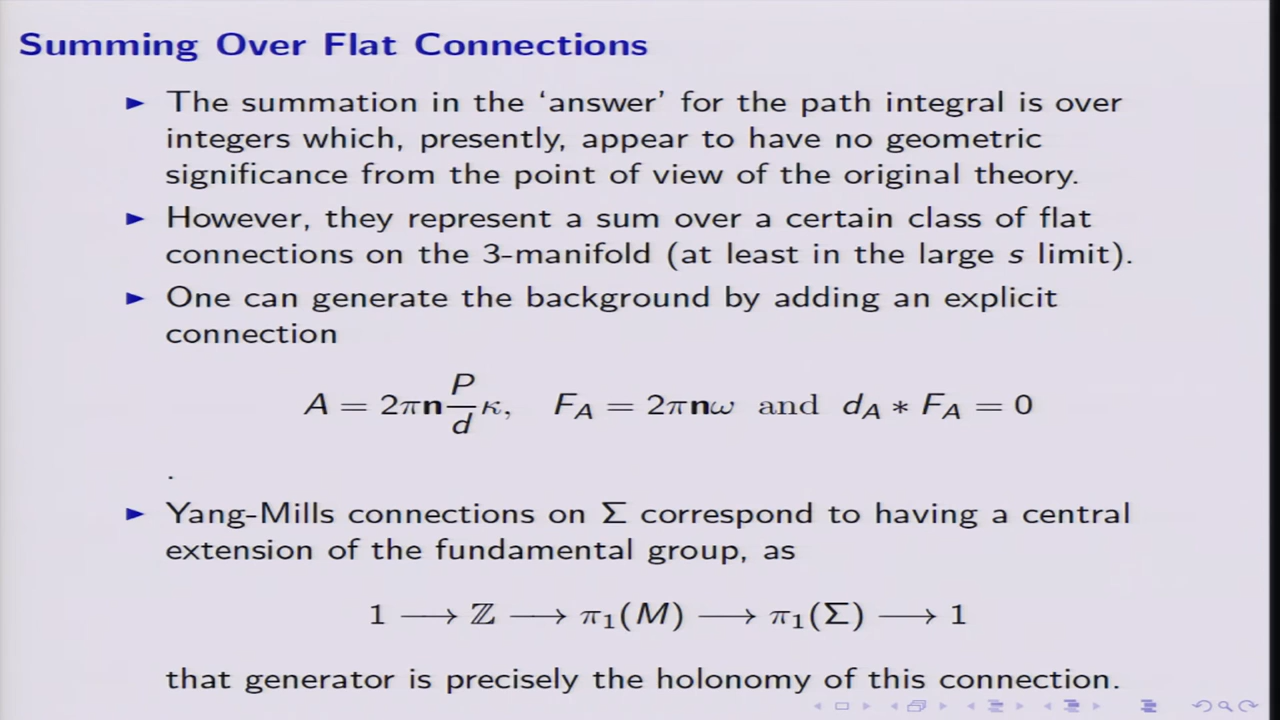 Summing Over Flat Connections
► The summation in the ‘answer’ for the path integral is over
integers which, presently, appear to have no geometric
significance from the point of view of the original theory.
► However, they represent a sum over a certain class of flat
connections on the 3-manifold (at least in the large s limit).
► One can generate the background by adding an explicit
connection
A = 2πn P/d κ, F_A = 2πnω and d_A * F_A = 0
.
► Yang-Mills connections on Σ correspond to having a central
extension of the fundamental group, as
1 ⟶ ℤ ⟶ π₁(M) ⟶ π₁(Σ) ⟶ 1
that generator is precisely the holonomy of this connection.